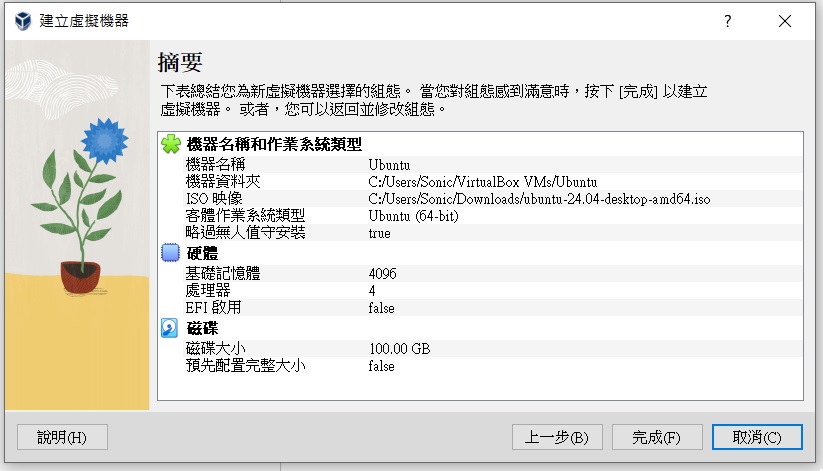 建立虛擬機器
?
摘要
下表總結您為新虛擬機器選擇的組態。 當您對組態感到滿意時，按下 [完成] 以建立
虛擬機器。 或者，您可以返回並修改組態。
機器名稱和作業系統類型
機器名稱 Ubuntu
機器資料夾 C:/Users/Sonic/VirtualBox VMs/Ubuntu
ISO 映像 C:/Users/Sonic/Downloads/ubuntu-24.04-desktop-amd64.iso
客體作業系統類型 Ubuntu (64-bit)
略過無人值守安裝 true
硬體
基礎記憶體 4096
處理器 4
EFI 啟用 false
磁碟
磁碟大小 100.00 GB
預先配置完整大小 false
說明(H) 上一步(B) 完成(F) 取消(C)